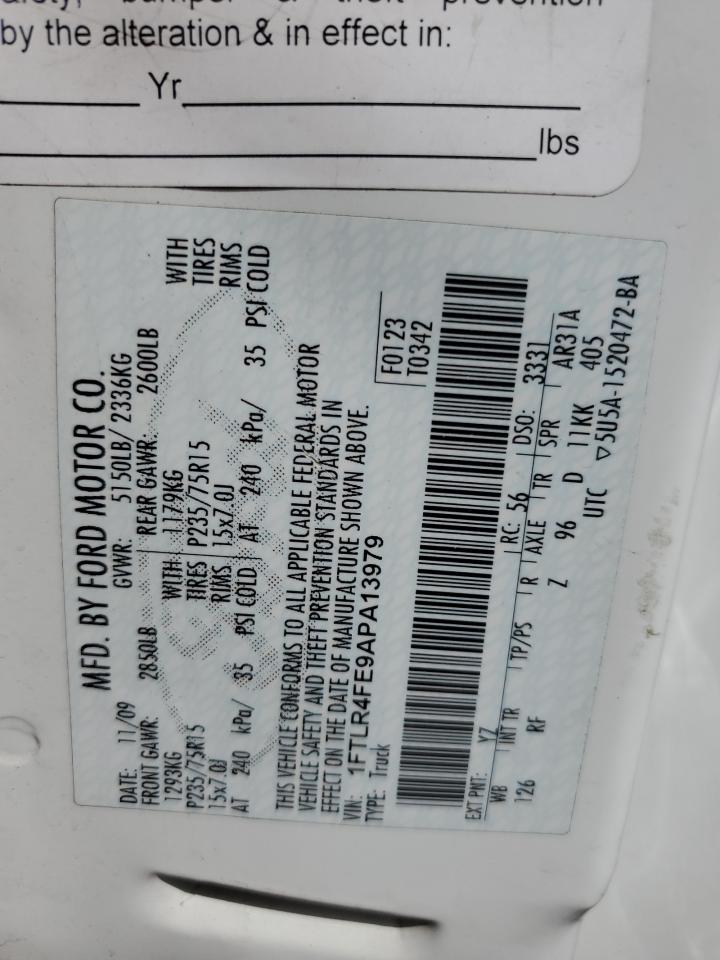 by the alteration & in effect in:
Yr
lbs
MFD. BY FORD MOTOR CO.
DATE: 11/09 GVWR: 5150LB/ 2336KG
FRONT GAWR: 2850LB REAR GAWR: 2600LB
1293KG WITH 1179KG WITH
P235/75R15 TIRES P235/75R15 TIRES
15x7.0J RIMS 15x7.0J RIMS
AT 240 kPa/ 35 PSI COLD AT 240 kPa/ 35 PSI COLD
THIS VEHICLE CONFORMS TO ALL APPLICABLE FEDERAL MOTOR
VEHICLE SAFETY AND THEFT PREVENTION STANDARDS IN
EFFECT ON THE DATE OF MANUFACTURE SHOWN ABOVE.
VIN: 1FTLR4FE9APA13979 F0123
TYPE: Truck T0342
EXT PNT: YZ RC: 56 DSO: 3331
WB INT TR TP/PS R AXLE TR SPR AR31A
126 RF Z 96 D 11KK 405
UTC ▽5U5A-1520472-BA